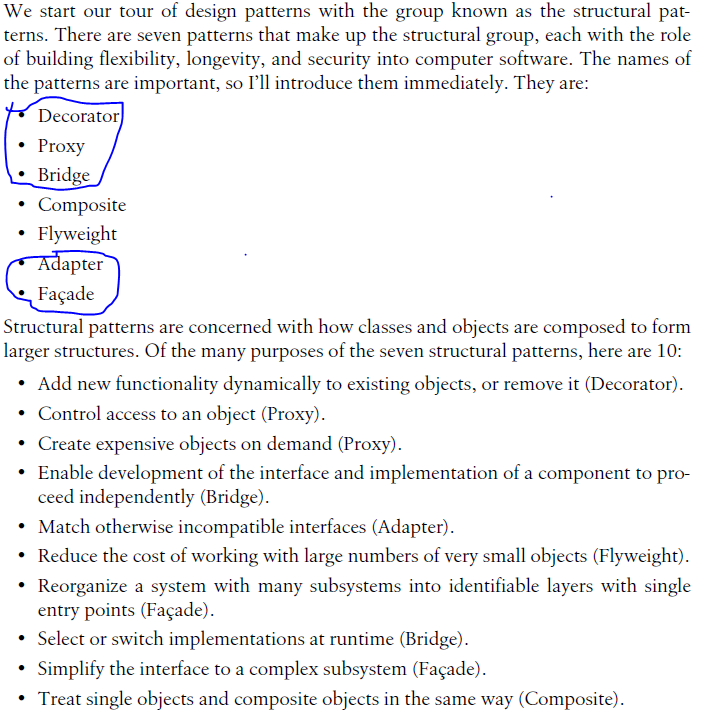 We start our tour of design patterns with the group known as the structural pat-
terns. There are seven patterns that make up the structural group, each with the role
of building flexibility, longevity, and security into computer software. The names of
the patterns are important, so I'll introduce them immediately. They are:
• Decorator
• Proxy
• Bridge
• Composite
• Flyweight
• Adapter
• Façade
Structural patterns are concerned with how classes and objects are composed to form
larger structures. Of the many purposes of the seven structural patterns, here are 10:
• Add new functionality dynamically to existing objects, or remove it (Decorator).
• Control access to an object (Proxy).
• Create expensive objects on demand (Proxy).
• Enable development of the interface and implementation of a component to pro-
ceed independently (Bridge).
• Match otherwise incompatible interfaces (Adapter).
• Reduce the cost of working with large numbers of very small objects (Flyweight).
• Reorganize a system with many subsystems into identifiable layers with single
entry points (Façade).
• Select or switch implementations at runtime (Bridge).
• Simplify the interface to a complex subsystem (Façade).
• Treat single objects and composite objects in the same way (Composite).